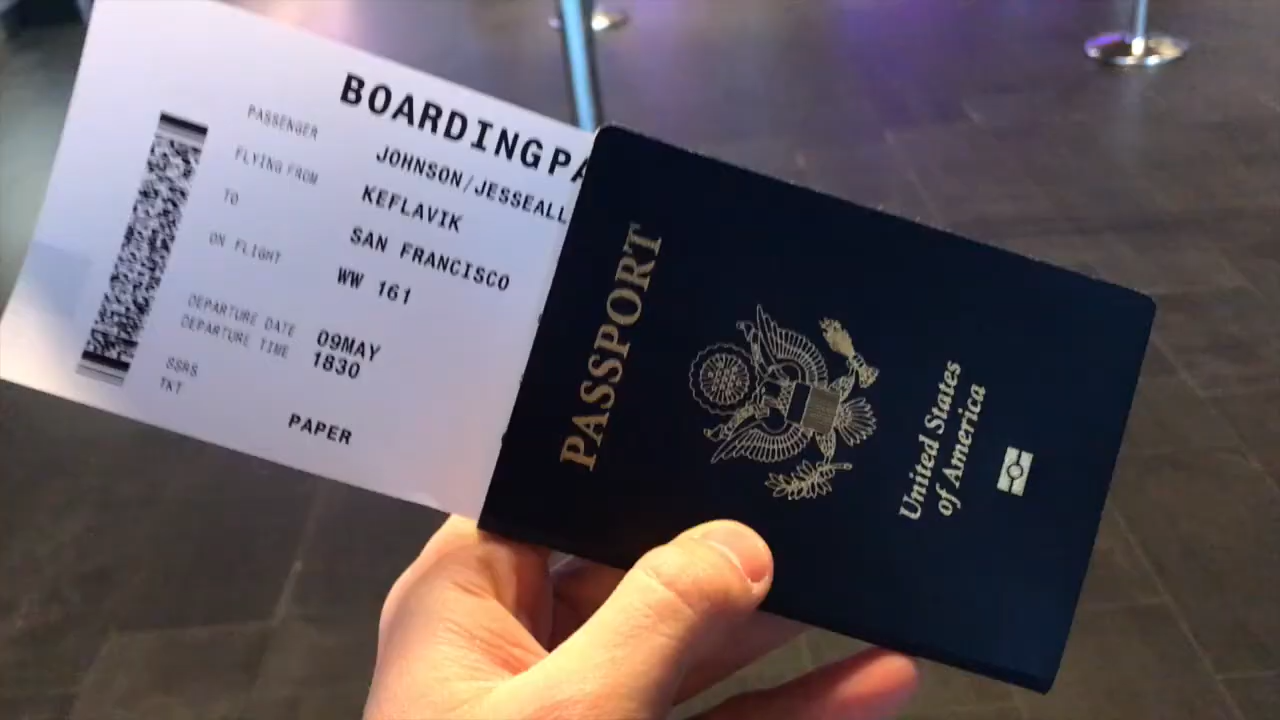 BOARDINGPA
PASSENGER JOHNSON/JESSEALL
FLYING FROM KEFLAVIK
TO SAN FRANCISCO
ON FLIGHT WW 161
DEPARTURE DATE 09MAY
DEPARTURE TIME 1830
SSRS
TKT
PAPER
PASSPORT
United States
of America